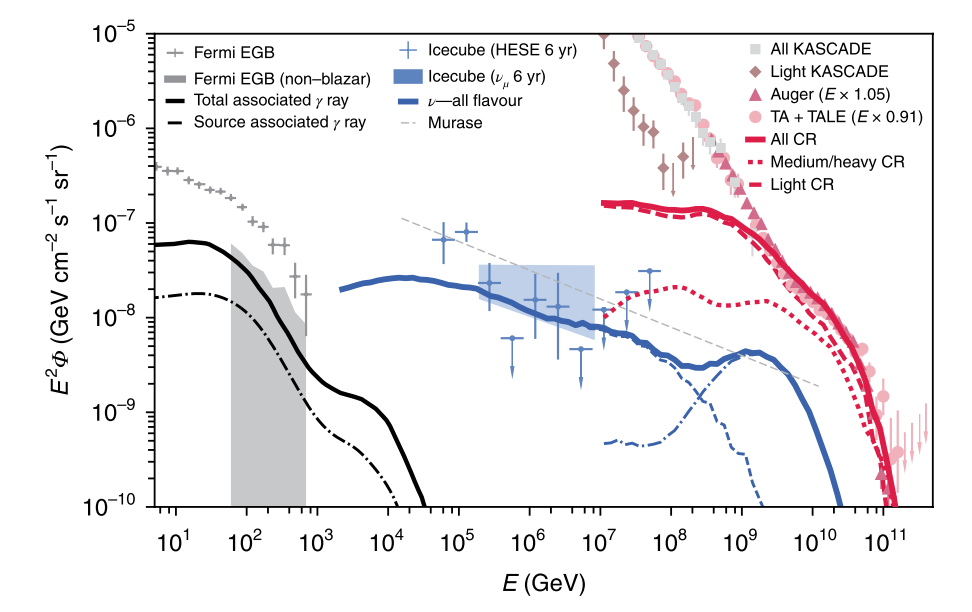 10⁻⁵
10⁻⁶
10⁻⁷
10⁻⁸
10⁻⁹
10⁻¹⁰
E²Φ (GeV cm⁻² s⁻¹ sr⁻¹)
Fermi EGB
Fermi EGB (non–blazar)
Total associated γ ray
Source associated γ ray
Icecube (HESE 6 yr)
Icecube (νμ 6 yr)
ν—all flavour
Murase
All KASCADE
Light KASCADE
Auger (E × 1.05)
TA + TALE (E × 0.91)
All CR
Medium/heavy CR
Light CR
10¹ 10² 10³ 10⁴ 10⁵ 10⁶ 10⁷ 10⁸ 10⁹ 10¹⁰ 10¹¹
E (GeV)